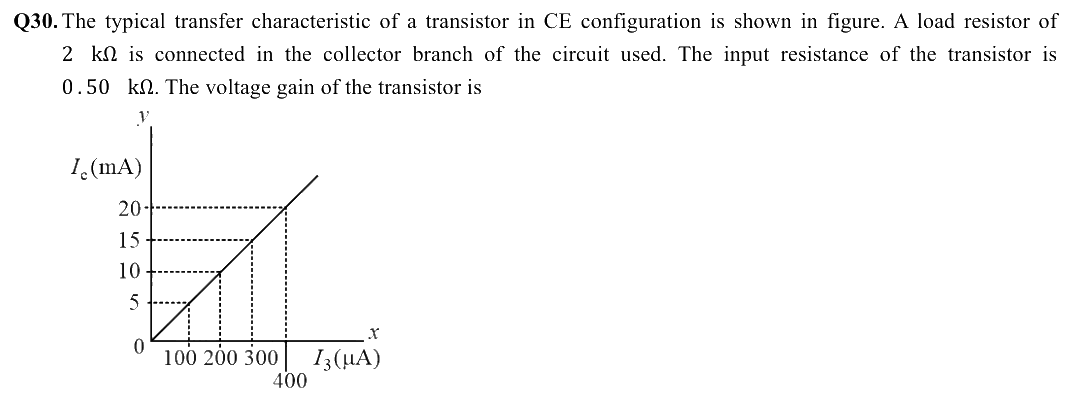 Q30. The typical transfer characteristic of a transistor in CE configuration is shown in figure. A load resistor of
2 kΩ is connected in the collector branch of the circuit used. The input resistance of the transistor is
0.50 kΩ. The voltage gain of the transistor is
y
I_c(mA)
20
15
10
5
x
0
100 200 300 I_3(μA)
400